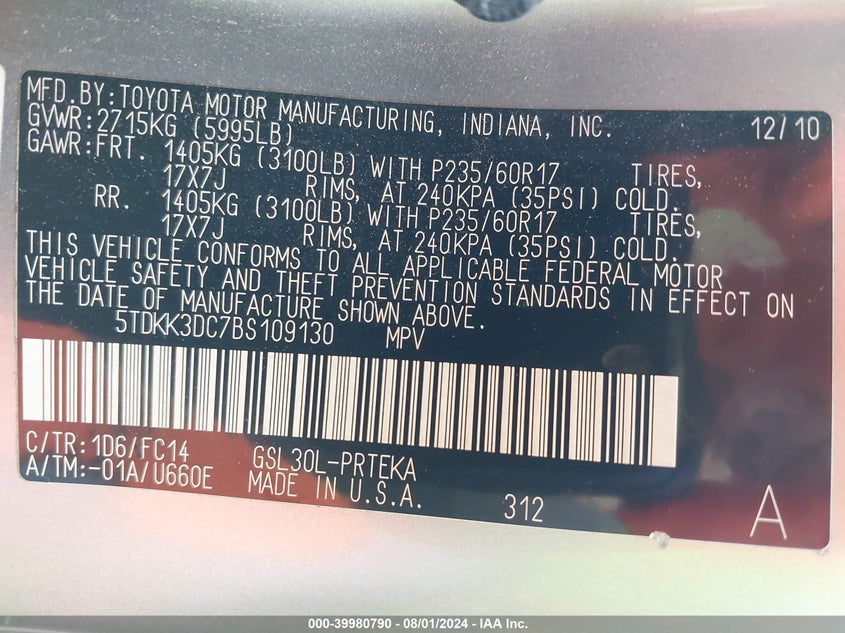 MFD.BY:TOYOTA MOTOR MANUFACTURING, INDIANA, INC. 12/10
GVWR:2715KG (5995LB)
GAWR:FRT. 1405KG (3100LB) WITH P235/60R17 TIRES,
17X7J RIMS, AT 240KPA (35PSI) COLD.
RR. 1405KG (3100LB) WITH P235/60R17 TIRES,
17X7J RIMS, AT 240KPA (35PSI) COLD.
THIS VEHICLE CONFORMS TO ALL APPLICABLE FEDERAL MOTOR
VEHICLE SAFETY AND THEFT PREVENTION STANDARDS IN EFFECT ON
THE DATE OF MANUFACTURE SHOWN ABOVE.
5TDKK3DC7BS109130 MPV
C/TR:1D6/FC14 GSL30L-PRTEKA
A/TM:-01A/U660E MADE IN U.S.A. 312 A
000-39980790 - 08/01/2024 - IAA Inc.